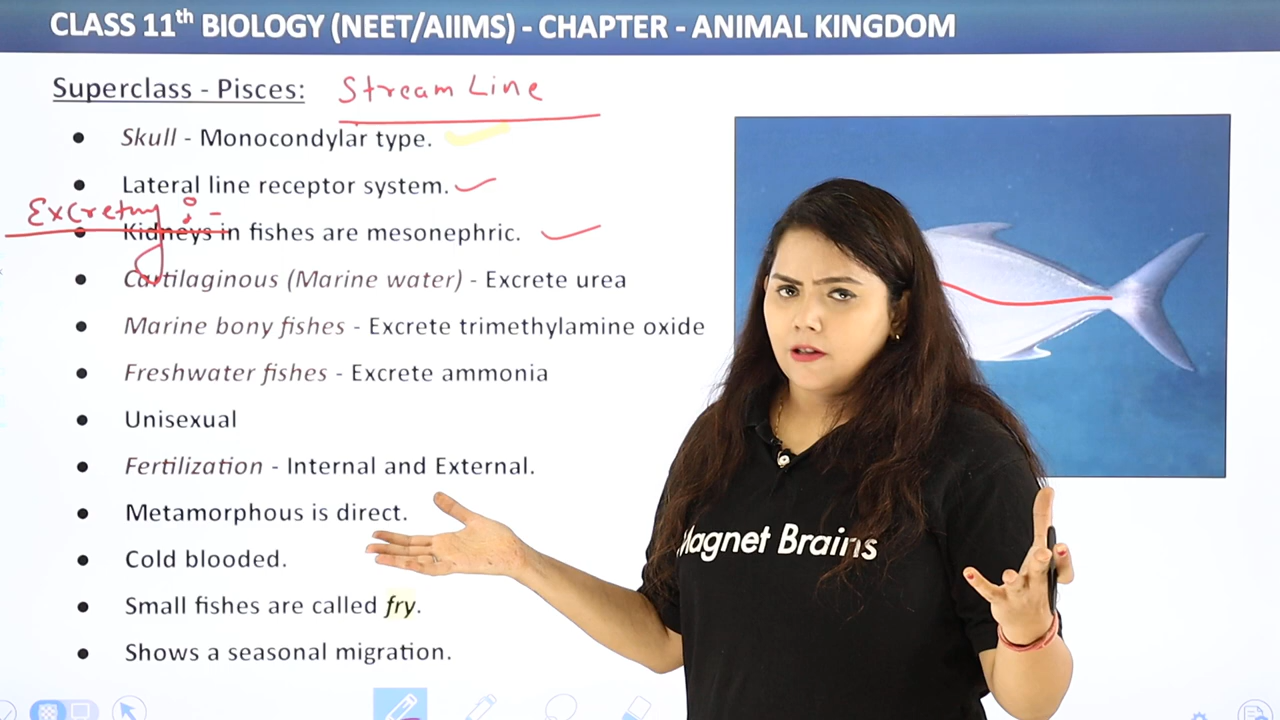 CLASS 11th BIOLOGY (NEET/AIIMS) - CHAPTER - ANIMAL KINGDOM
Superclass - Pisces: Stream Line
• Skull - Monocondylar type.
• Lateral line receptor system.
Excretny :-
• Kidneys in fishes are mesonephric.
• Cartilaginous (Marine water) - Excrete urea
• Marine bony fishes - Excrete trimethylamine oxide
• Freshwater fishes - Excrete ammonia
• Unisexual
• Fertilization - Internal and External.
• Metamorphous is direct.
• Cold blooded.
• Small fishes are called fry.
• Shows a seasonal migration.
Magnet Brains